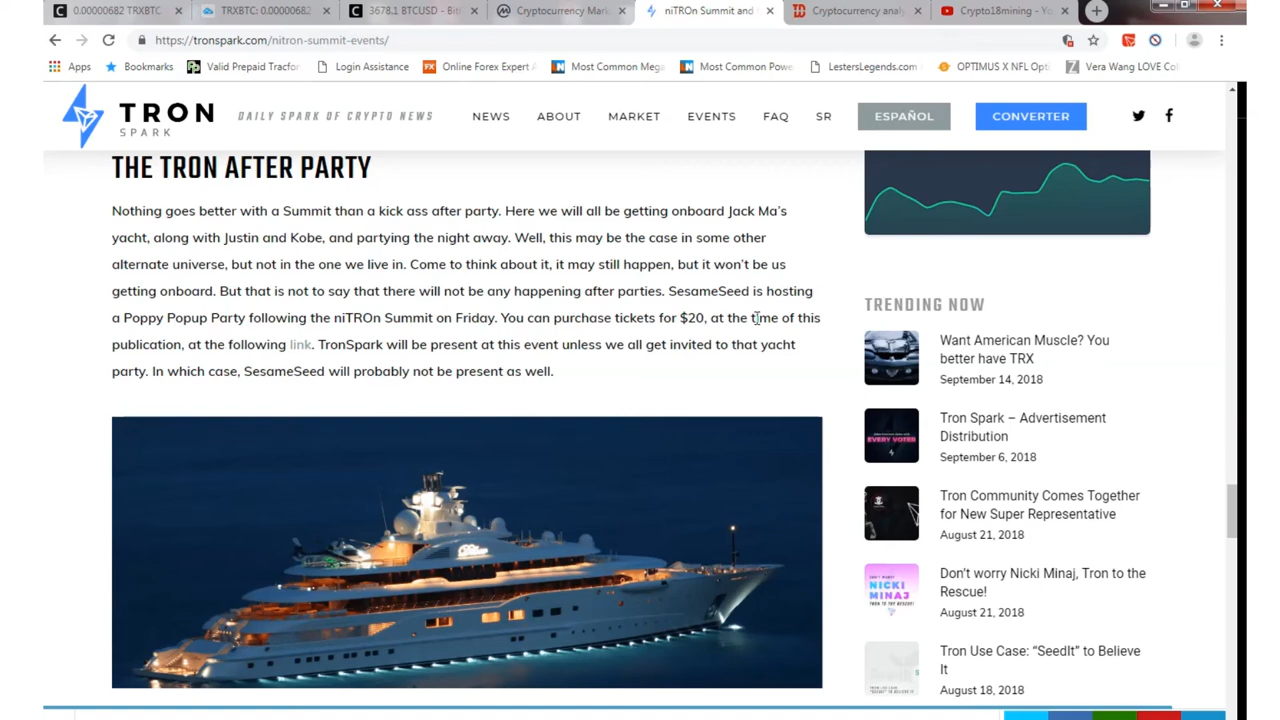 0.00000682 TRXBTC
TRXBTC: 0.0000068
3678.1 BTCUSD - Bit
Cryptocurrency Mark
niTROn Summit and
Cryptocurrency analy
Crypto18mining - Yo
https://tronspark.com/nitron-summit-events/
Apps
Bookmarks
Valid Prepaid Tracfor
Login Assistance
FX
Online Forex Expert A
Most Common Mega
Most Common Powe
LestersLegends.com
OPTIMUS X NFL Opti
Vera Wang LOVE Col
TRON
SPARK
DAILY SPARK OF CRYPTO NEWS
NEWS
ABOUT
MARKET
EVENTS
FAQ
SR
ESPAÑOL
CONVERTER
THE TRON AFTER PARTY
Nothing goes better with a Summit than a kick ass after party. Here we will all be getting onboard Jack Ma's
yacht, along with Justin and Kobe, and partying the night away. Well, this may be the case in some other
alternate universe, but not in the one we live in. Come to think about it, it may still happen, but it won't be us
getting onboard. But that is not to say that there will not be any happening after parties. SesameSeed is hosting
a Poppy Popup Party following the niTROn Summit on Friday. You can purchase tickets for $20, at the time of this
publication, at the following link. TronSpark will be present at this event unless we all get invited to that yacht
party. In which case, SesameSeed will probably not be present as well.
TRENDING NOW
Want American Muscle? You
better have TRX
September 14, 2018
EVERY VOTER
Tron Spark – Advertisement
Distribution
September 6, 2018
Tron Community Comes Together
for New Super Representative
August 21, 2018
NICKI
MINAJ
Don't worry Nicki Minaj, Tron to the
Rescue!
August 21, 2018
Tron Use Case: “SeedIt” to Believe
It
August 18, 2018